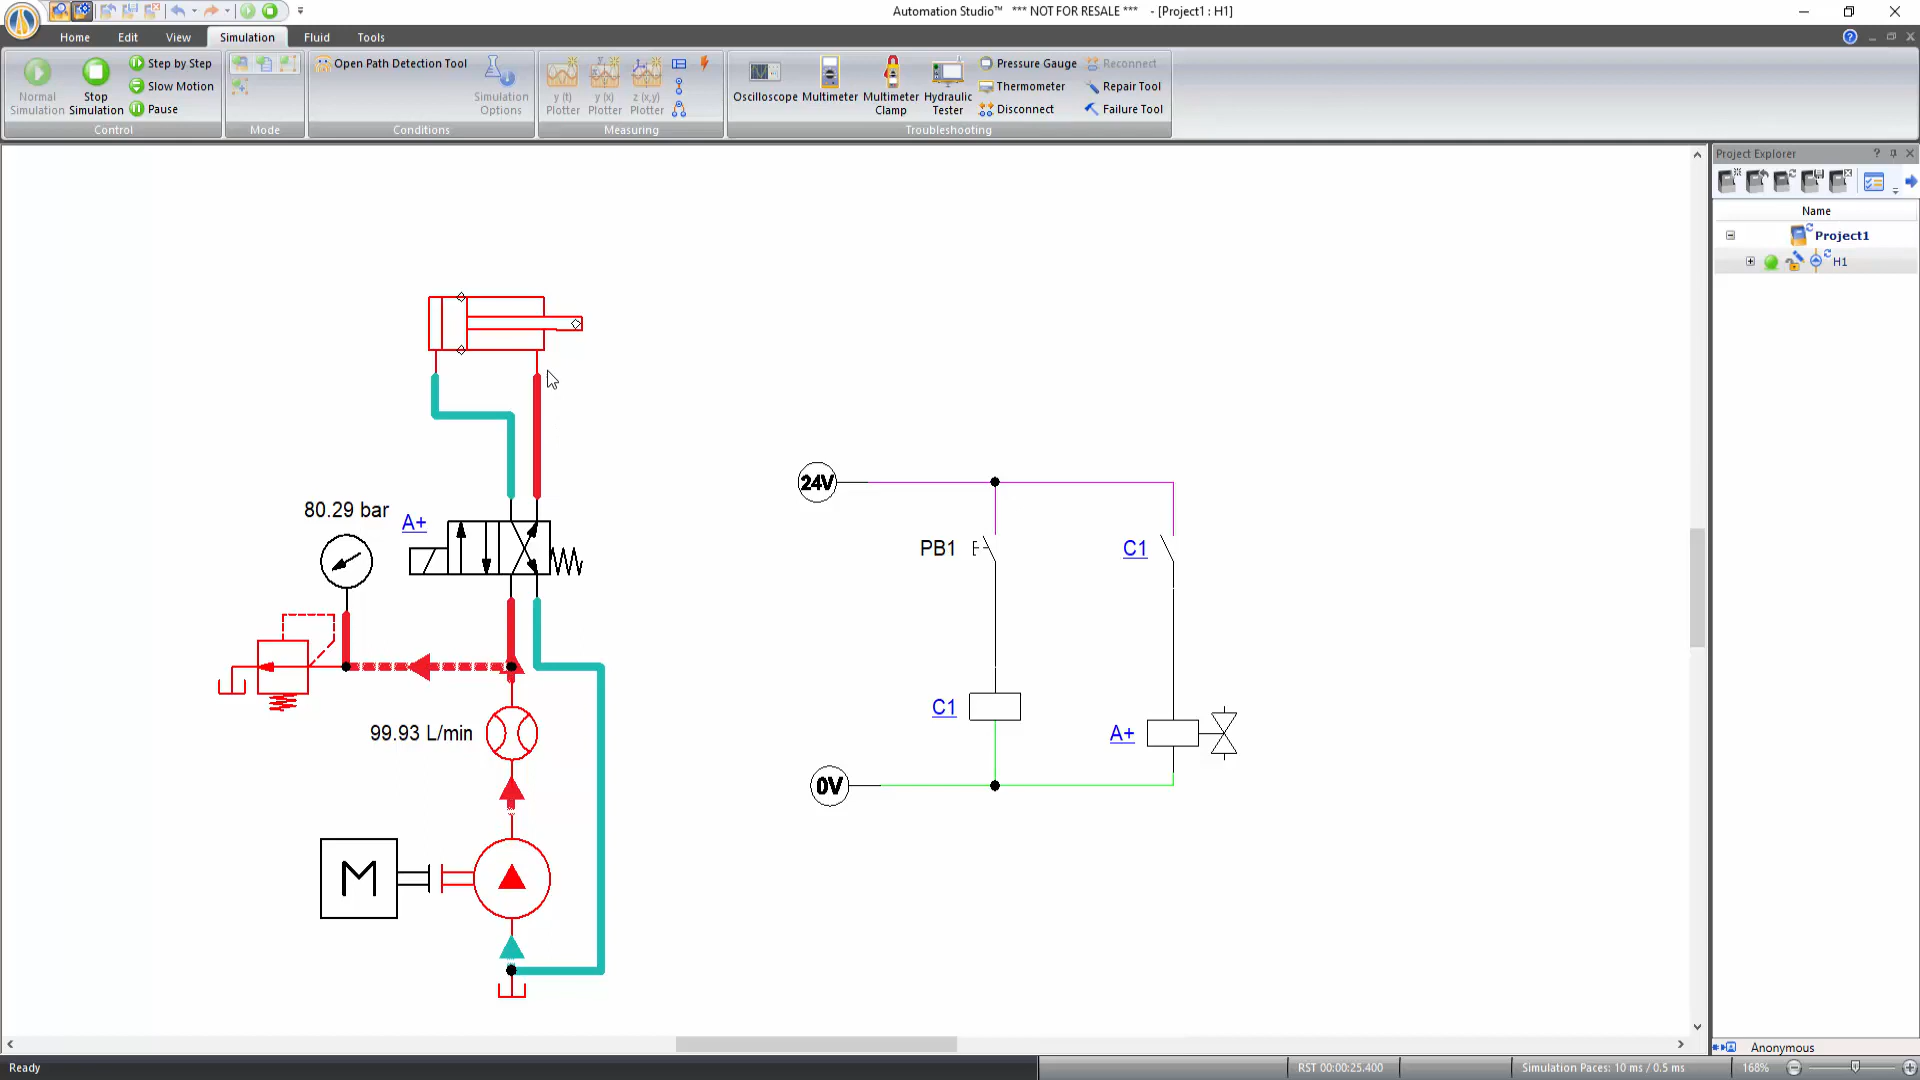 Automation Studio™ *** NOT FOR RESALE *** - [Project1 : H1]
Home Edit View Simulation Fluid Tools
Normal Simulation
Stop Simulation
Step by Step
Slow Motion
Pause
Control
Mode
Open Path Detection Tool
Simulation Options
Conditions
y (t) Plotter
y (x) Plotter
z (x,y) Plotter
Measuring
Oscilloscope
Multimeter
Multimeter Clamp
Hydraulic Tester
Pressure Gauge
Thermometer
Disconnect
Reconnect
Repair Tool
Failure Tool
Troubleshooting
Project Explorer
Name
Project1
H1
80.29 bar
A+
99.93 L/min
M
24V
PB1
C1
C1
A+
0V
Anonymous
Ready
RST 00:00:25.400
Simulation Paces: 10 ms / 0.5 ms
168%